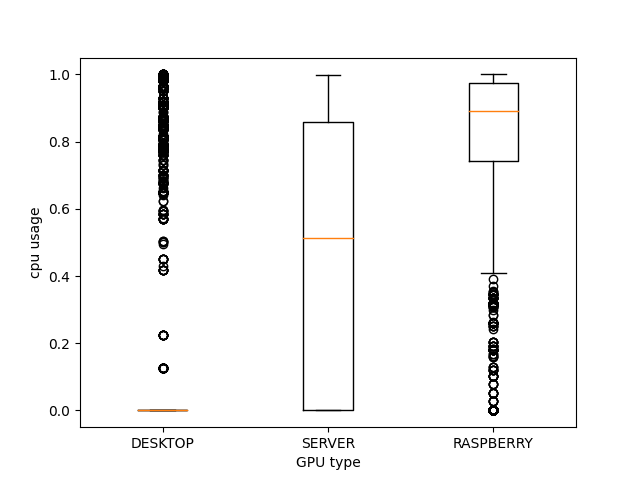 1.0
0.8
0.6
0.4
0.2
0.0
cpu usage
DESKTOP
SERVER
RASPBERRY
GPU type